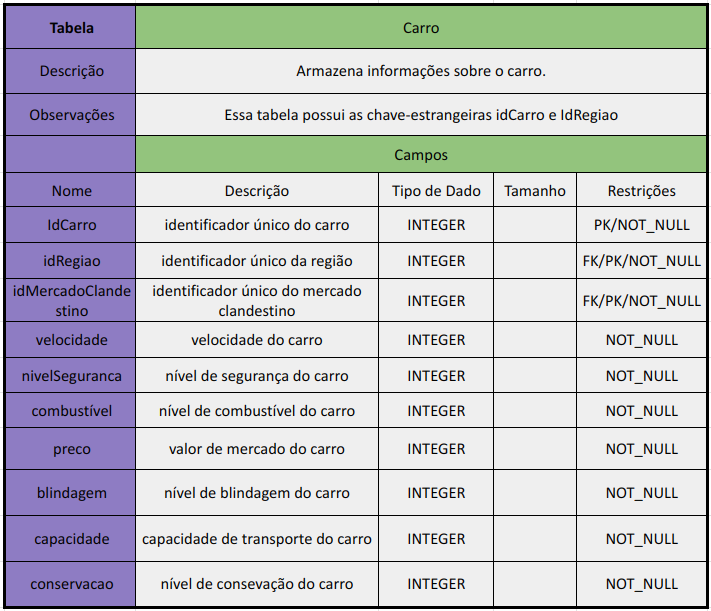 Tabela Carro
Descrição Armazena informações sobre o carro.
Observações Essa tabela possui as chave-estrangeiras idCarro e IdRegiao
Campos
Nome Descrição Tipo de Dado Tamanho Restrições
IdCarro identificador único do carro INTEGER PK/NOT_NULL
idRegiao identificador único da região INTEGER FK/PK/NOT_NULL
idMercadoClande
stino identificador único do mercado
clandestino INTEGER FK/PK/NOT_NULL
velocidade velocidade do carro INTEGER NOT_NULL
nivelSeguranca nível de segurança do carro INTEGER NOT_NULL
combustível nível de combustível do carro INTEGER NOT_NULL
preco valor de mercado do carro INTEGER NOT_NULL
blindagem nível de blindagem do carro INTEGER NOT_NULL
capacidade capacidade de transporte do carro INTEGER NOT_NULL
conservacao nível de consevação do carro INTEGER NOT_NULL